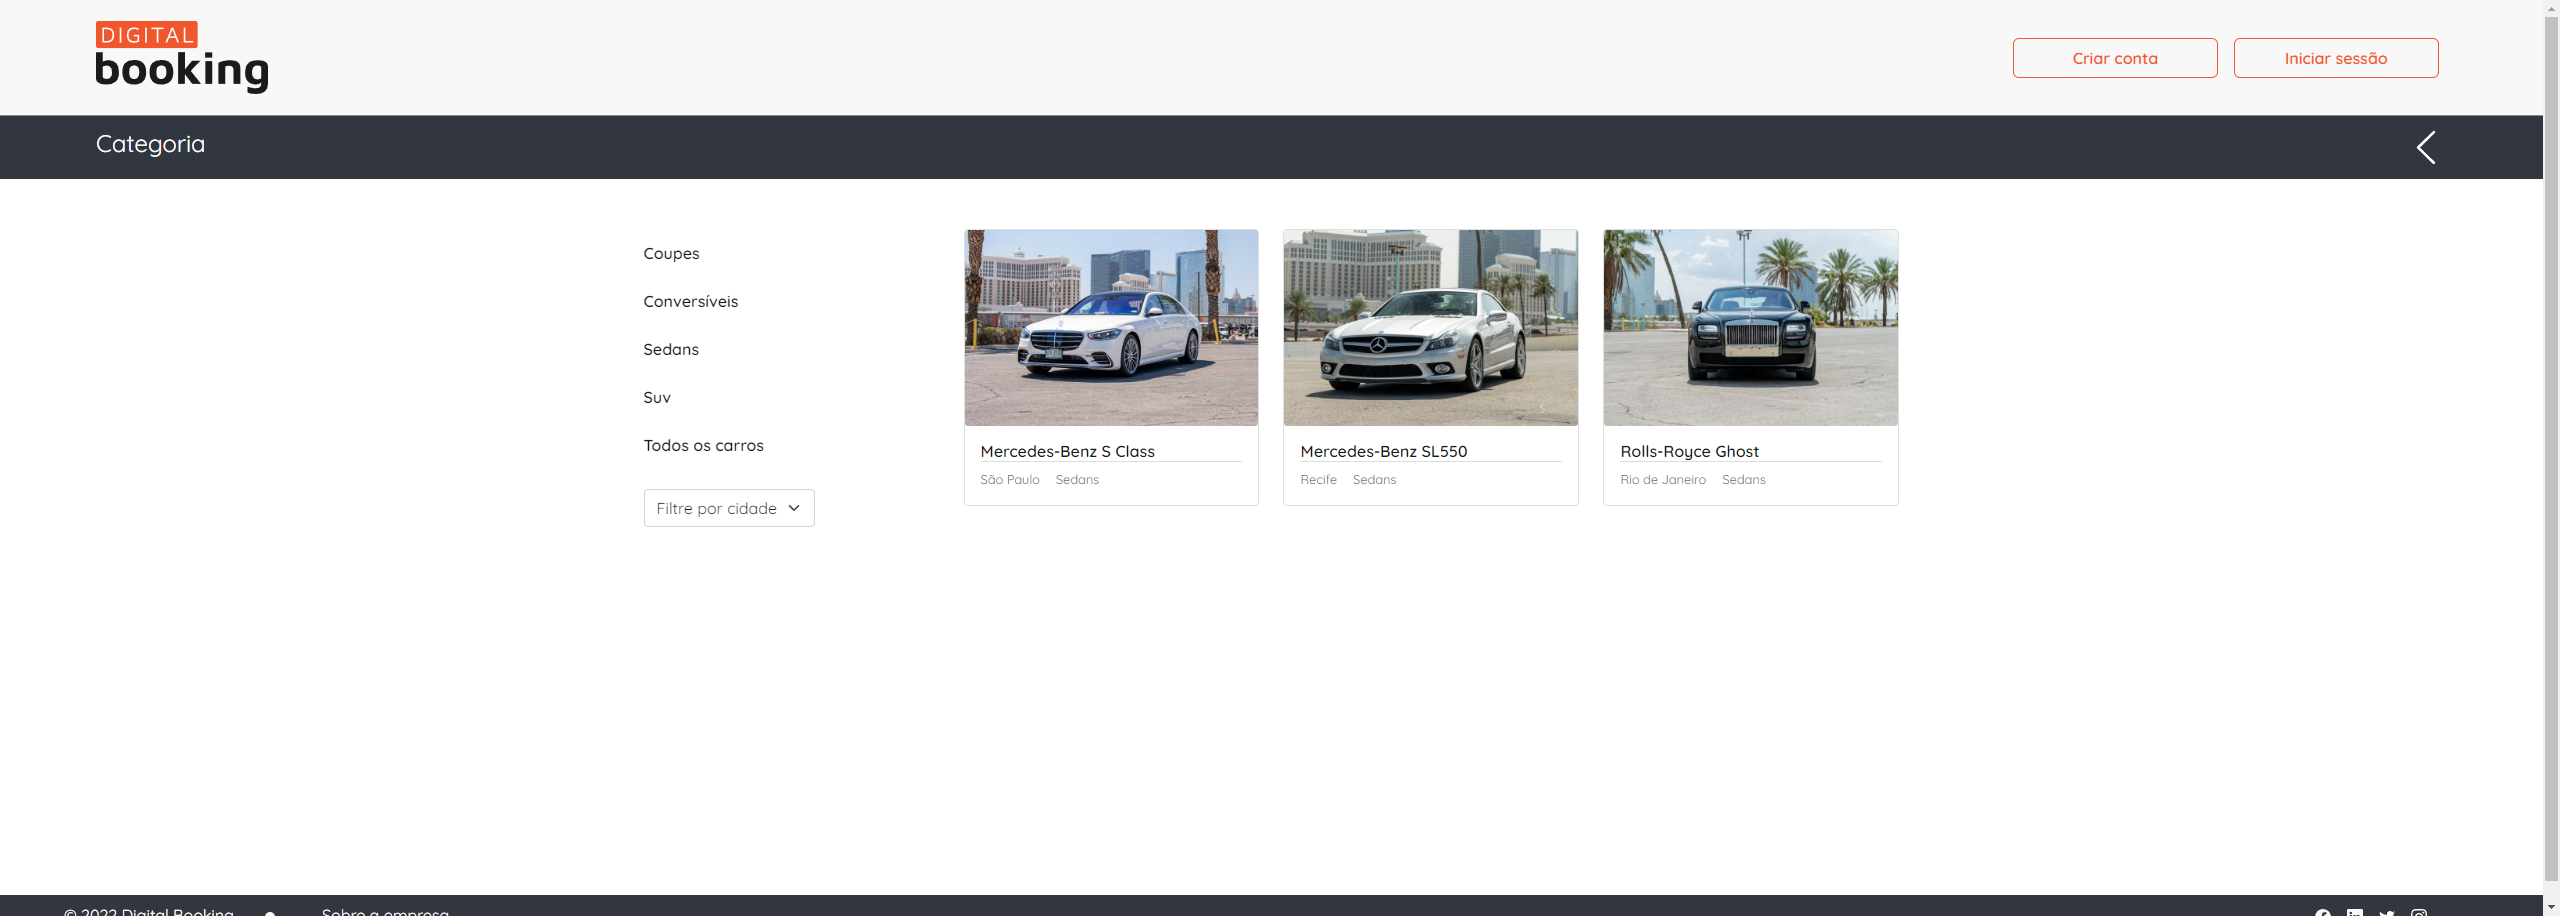 DIGITAL
booking
Criar conta
Iniciar sessão
Categoria
Coupes
Conversíveis
Sedans
Suv
Todos os carros
Filtre por cidade
Mercedes-Benz S Class
São Paulo Sedans
Mercedes-Benz SL550
Recife Sedans
Rolls-Royce Ghost
Rio de Janeiro Sedans
© 2022 Digital Booking
Sobre a empresa